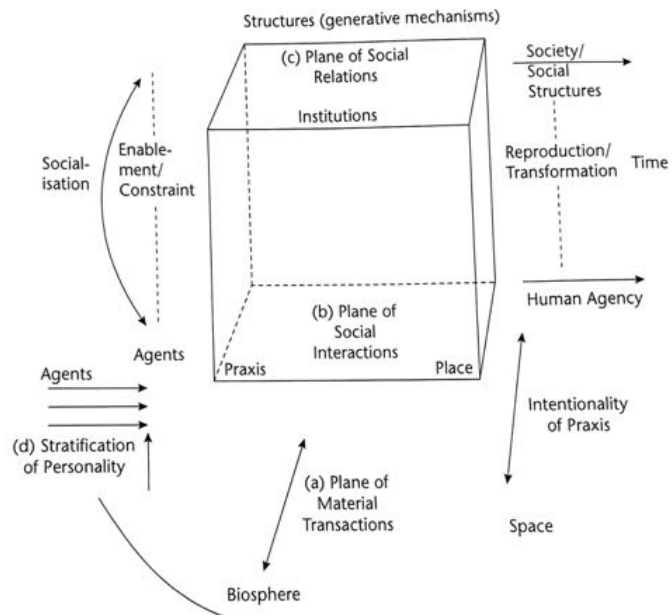 Structures (generative mechanisms)
(c) Plane of Social
Relations
Institutions
Society/
Social
Structures
Social-
isation
Enable-
ment/
Constraint
Reproduction/
Transformation
Time
(b) Plane of
Social
Interactions
Human Agency
Agents
Praxis
Place
Agents
(d) Stratification
of Personality
Intentionality
of Praxis
(a) Plane of
Material
Transactions
Space
Biosphere